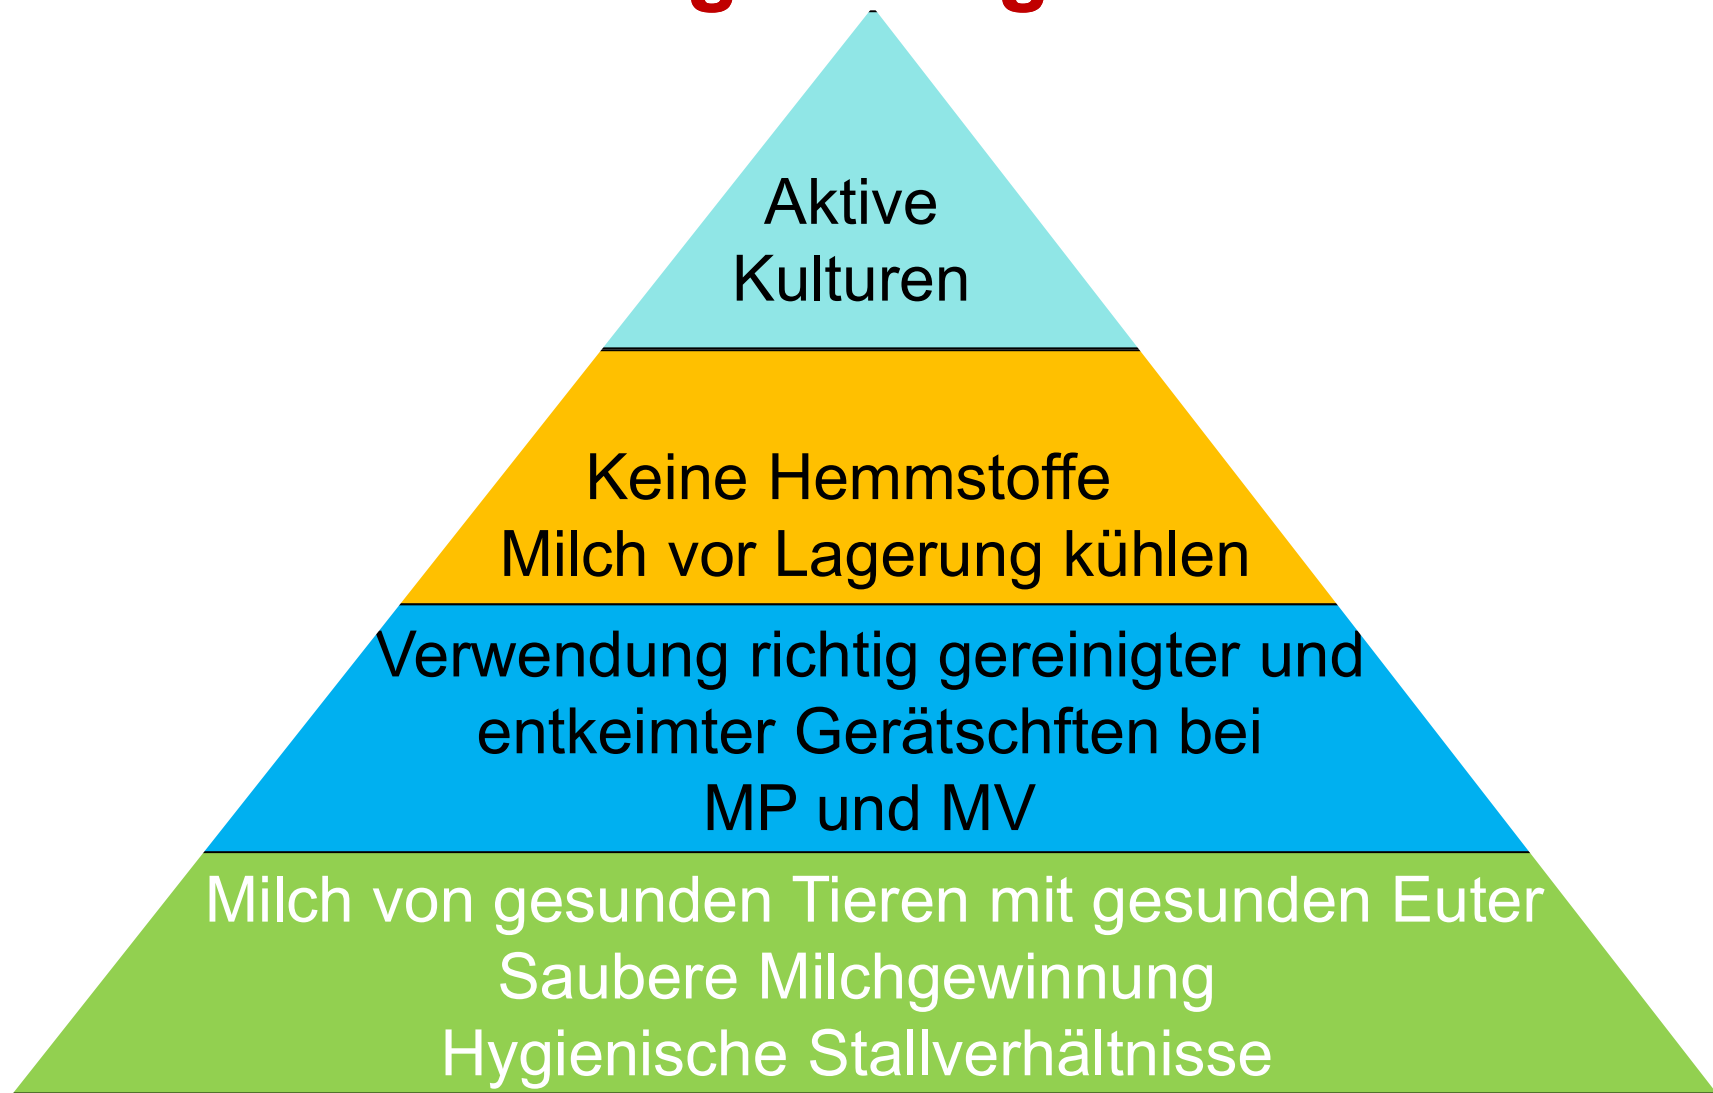 Aktive
Kulturen
Keine Hemmstoffe
Milch vor Lagerung kühlen
Verwendung richtig gereinigter und
entkeimter Gerätschften bei
MP und MV
Milch von gesunden Tieren mit gesunden Euter
Saubere Milchgewinnung
Hygienische Stallverhältnisse